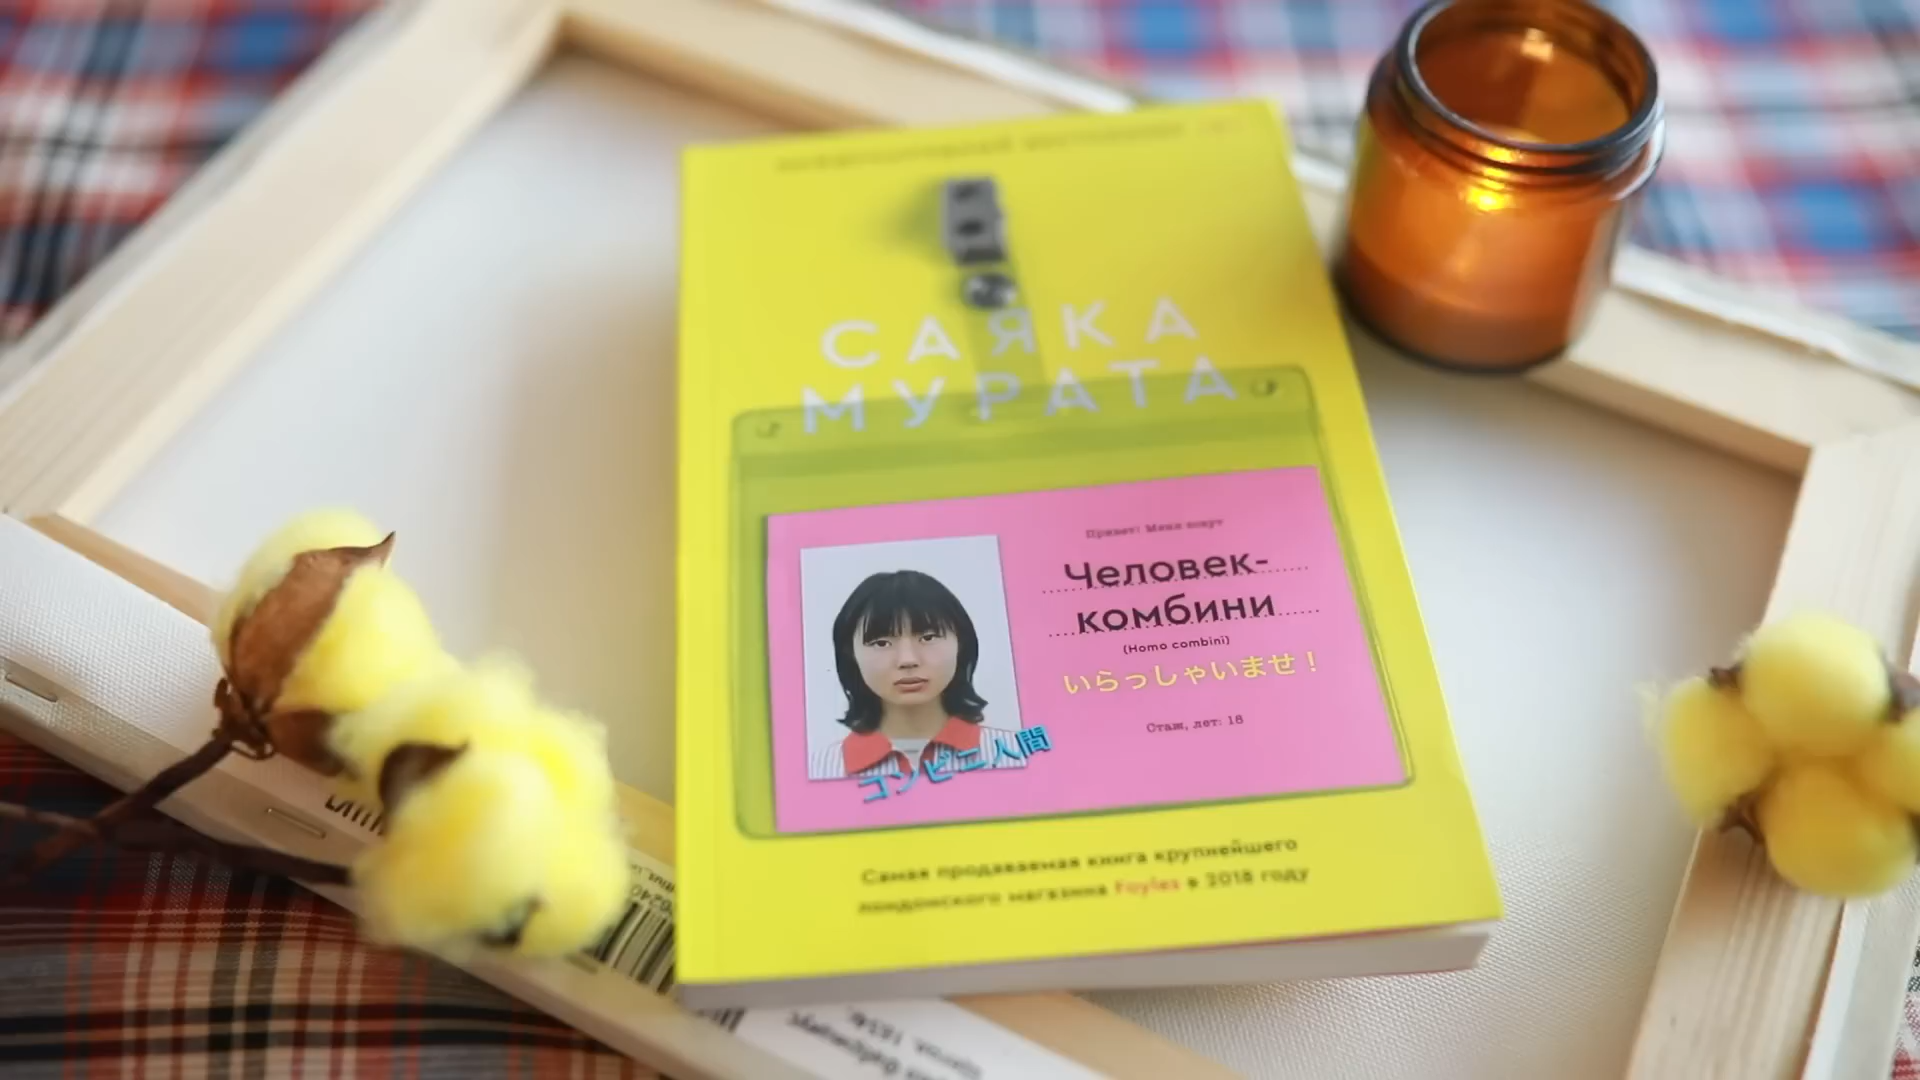 САЯКА
МУРАТА
Привет! Меня зовут
Человек-
комбини
(Homo combini)
いらっしゃいませ！
Стаж, лет: 18
コンビニ人間
Самая продаваемая книга крупнейшего
лондонского магазина Foyles в 2018 году